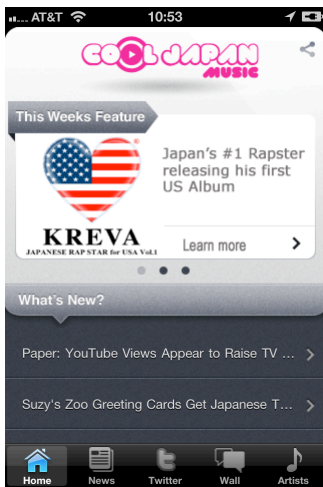 AT&T 10:53
COOL JAPAN
MUSIC
This Weeks Feature
Japan's #1 Rapster
releasing his first
US Album
KREVA
JAPANESE RAP STAR for USA Vol.1
Learn more
What's New?
Paper: YouTube Views Appear to Raise TV ...
Suzy's Zoo Greeting Cards Get Japanese T...
Home News Twitter Wall Artists